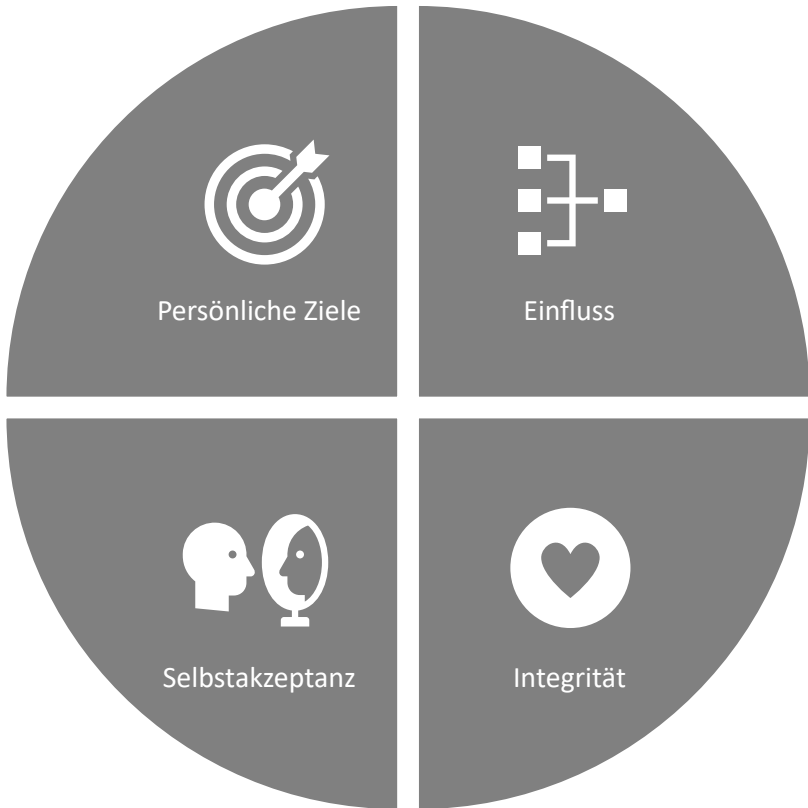 Persönliche Ziele
Einfluss
Selbstakzeptanz
Integrität